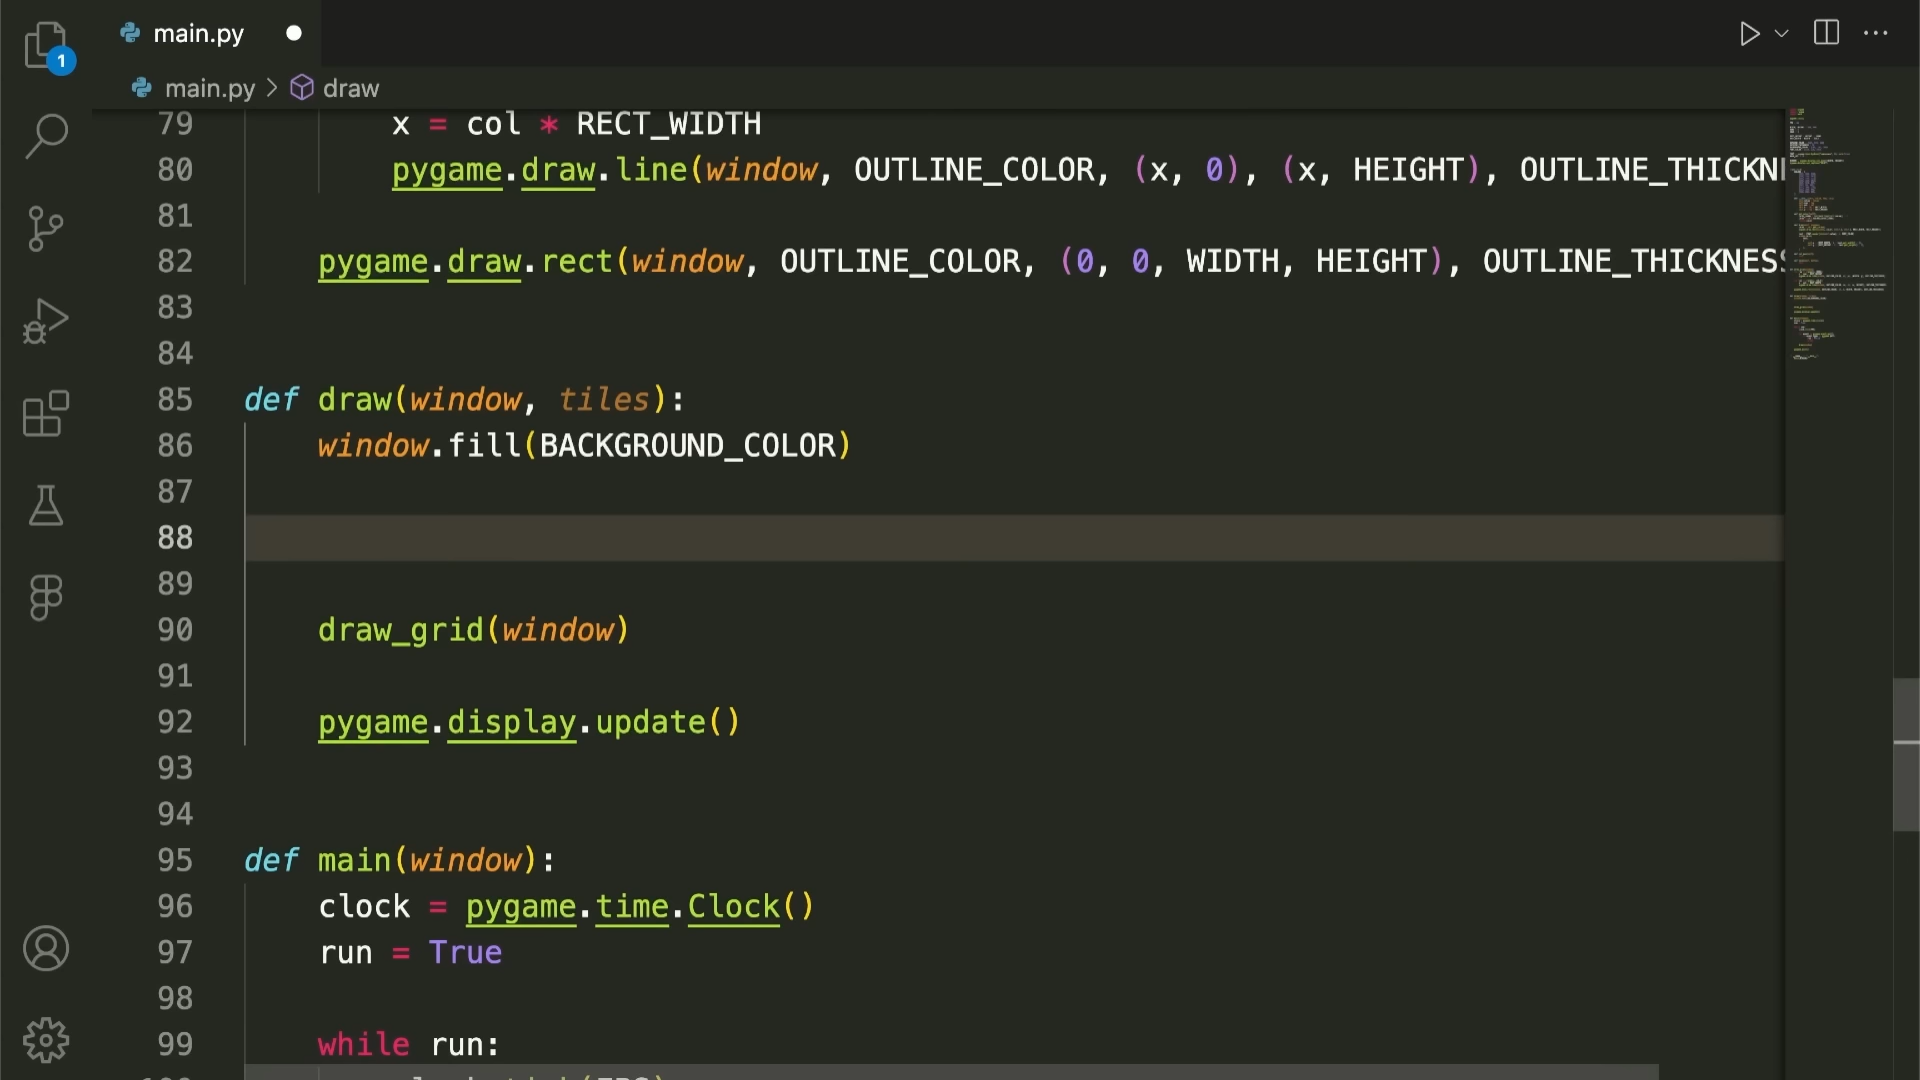 1
main.py
main.py > draw
79 x = col * RECT_WIDTH
80 pygame.draw.line(window, OUTLINE_COLOR, (x, 0), (x, HEIGHT), OUTLINE_THICKN
81
82 pygame.draw.rect(window, OUTLINE_COLOR, (0, 0, WIDTH, HEIGHT), OUTLINE_THICKNES
83
84
85 def draw(window, tiles):
86 window.fill(BACKGROUND_COLOR)
87
88
89
90 draw_grid(window)
91
92 pygame.display.update()
93
94
95 def main(window):
96 clock = pygame.time.Clock()
97 run = True
98
99 while run: